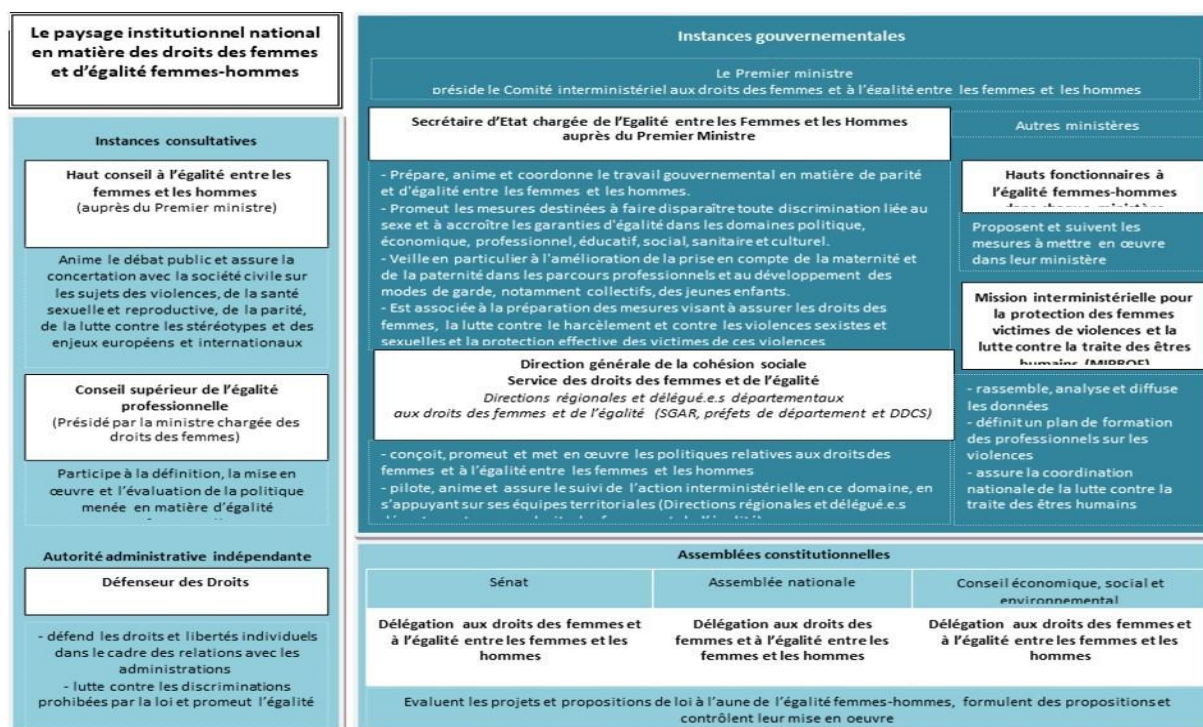 Le paysage institutionnel national
en matière des droits des femmes
et d'égalité femmes-hommes
Instances consultatives
Haut conseil à l'égalité entre les
femmes et les hommes
(auprès du Premier ministre)
Anime le débat public et assure la
concertation avec la société civile sur
les sujets des violences, de la santé
sexuelle et reproductive, de la parité,
de la lutte contre les stéréotypes et des
enjeux européens et internationaux
Conseil supérieur de l'égalité
professionnelle
(Présidé par la ministre chargée des
droits des femmes)
Participe à la définition, la mise en
œuvre et l'évaluation de la politique
menée en matière d'égalité
Autorité administrative indépendante
Défenseur des Droits
- défend les droits et libertés individuels
dans le cadre des relations avec les
administrations
- lutte contre les discriminations
prohibées par la loi et promeut l'égalité
Instances gouvernementales
Le Premier ministre
préside le Comité interministériel aux droits des femmes et à l'égalité entre les femmes et les hommes
Secrétaire d'Etat chargée de l'Egalité entre les Femmes et les Hommes
auprès du Premier Ministre
- Prépare, anime et coordonne le travail gouvernemental en matière de parité
et d'égalité entre les femmes et les hommes.
- Promeut les mesures destinées à faire disparaître toute discrimination liée au
sexe et à accroître les garanties d'égalité dans les domaines politique,
économique, professionnel, éducatif, social, sanitaire et culturel.
- Veille en particulier à l'amélioration de la prise en compte de la maternité et
de la paternité dans les parcours professionnels et au développement des
modes de garde, notamment collectifs, des jeunes enfants.
- Est associée à la préparation des mesures visant à assurer les droits des
femmes, la lutte contre le harcèlement et contre les violences sexistes et
sexuelles et la protection effective des victimes de ces violences
Direction générale de la cohésion sociale
Service des droits des femmes et de l'égalité
Directions régionales et délégué.e.s départementaux
aux droits des femmes et de l'égalité (SGAR, préfets de département et DDCS)
- conçoit, promeut et met en œuvre les politiques relatives aux droits des
femmes et à l'égalité entre les femmes et les hommes
- pilote, anime et assure le suivi de l'action interministérielle en ce domaine, en
s'appuyant sur ses équipes territoriales (Directions régionales et délégué.e.s
Autres ministères
Hauts fonctionnaires à
l'égalité femmes-hommes
dans chaque ministère
Proposent et suivent les
mesures à mettre en œuvre
dans leur ministère
Mission interministérielle pour
la protection des femmes
victimes de violences et la
lutte contre la traite des êtres
humains (MIPROF)
- rassemble, analyse et diffuse
les données
- définit un plan de formation
des professionnels sur les
violences
- assure la coordination
nationale de la lutte contre la
traite des êtres humains
Assemblées constitutionnelles
Sénat
Délégation aux droits des femmes et
à l'égalité entre les femmes et les
hommes
Assemblée nationale
Délégation aux droits des
femmes et à l'égalité entre les
femmes et les hommes
Conseil économique, social et
environnemental
Délégation aux droits des femmes et
à l'égalité entre les femmes et les
hommes
Evaluent les projets et propositions de loi à l'aune de l'égalité femmes-hommes, formulent des propositions et
contrôlent leur mise en oeuvre